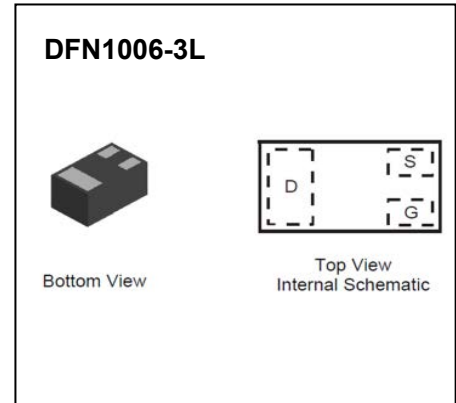 DFN1006-3L
D
S
G
Bottom View
Top View
Internal Schematic